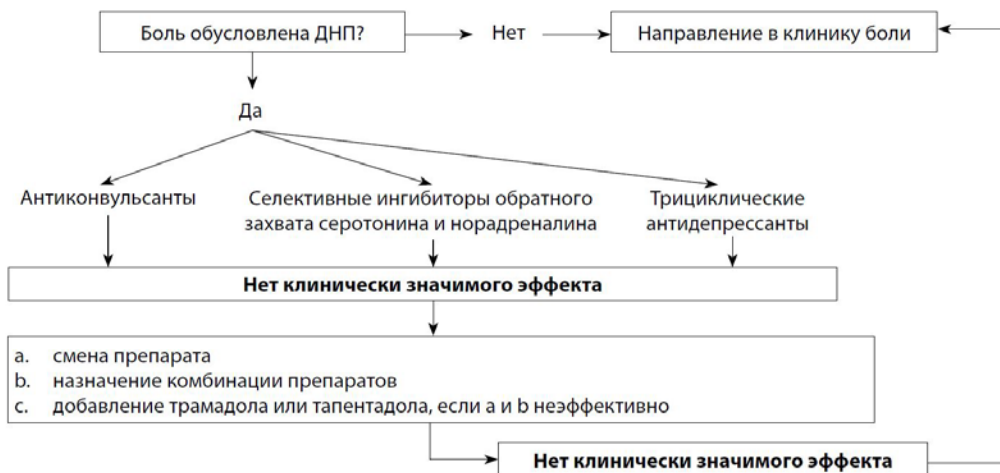 Боль обусловлена ДНП?
Нет
Направление в клинику боли
Да
Антиконвульсанты
Селективные ингибиторы обратного
захвата серотонина и норадреналина
Трициклические
антидепрессанты
Нет клинически значимого эффекта
a. смена препарата
b. назначение комбинации препаратов
c. добавление трамадола или тапентадола, если a и b неэффективно
Нет клинически значимого эффекта